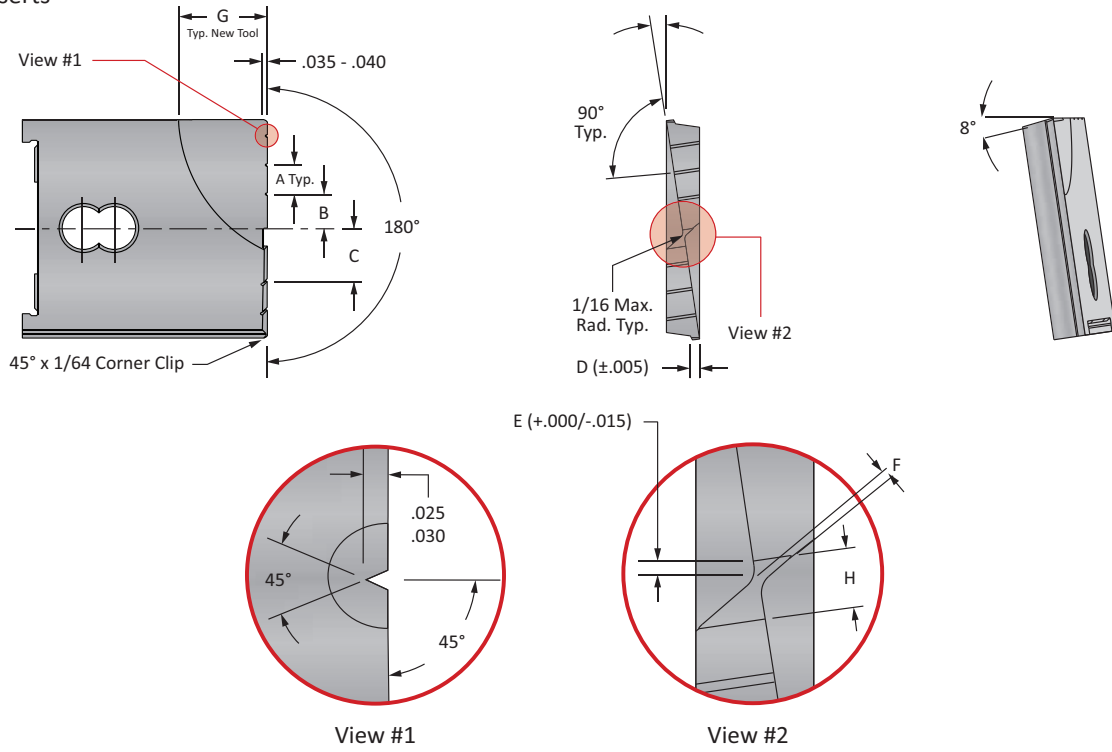 G
Typ. New Tool
View #1
.035 - .040
A Typ.
B
180°
C
45° x 1/64 Corner Clip
90°
Typ.
1/16 Max.
Rad. Typ.
View #2
D (±.005)
8°
E (+.000/-.015)
.025
.030
45°
45°
View #1
F
H
View #2